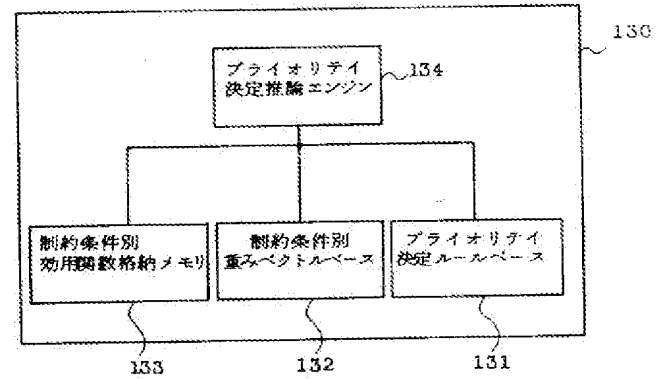 130
プライオリテイ
決定推論エンジン
134
制約条件別
効用関数格納メモリ
制約条件別
重みベクトルベース
プライオリテイ
決定ルールベース
133
132
131